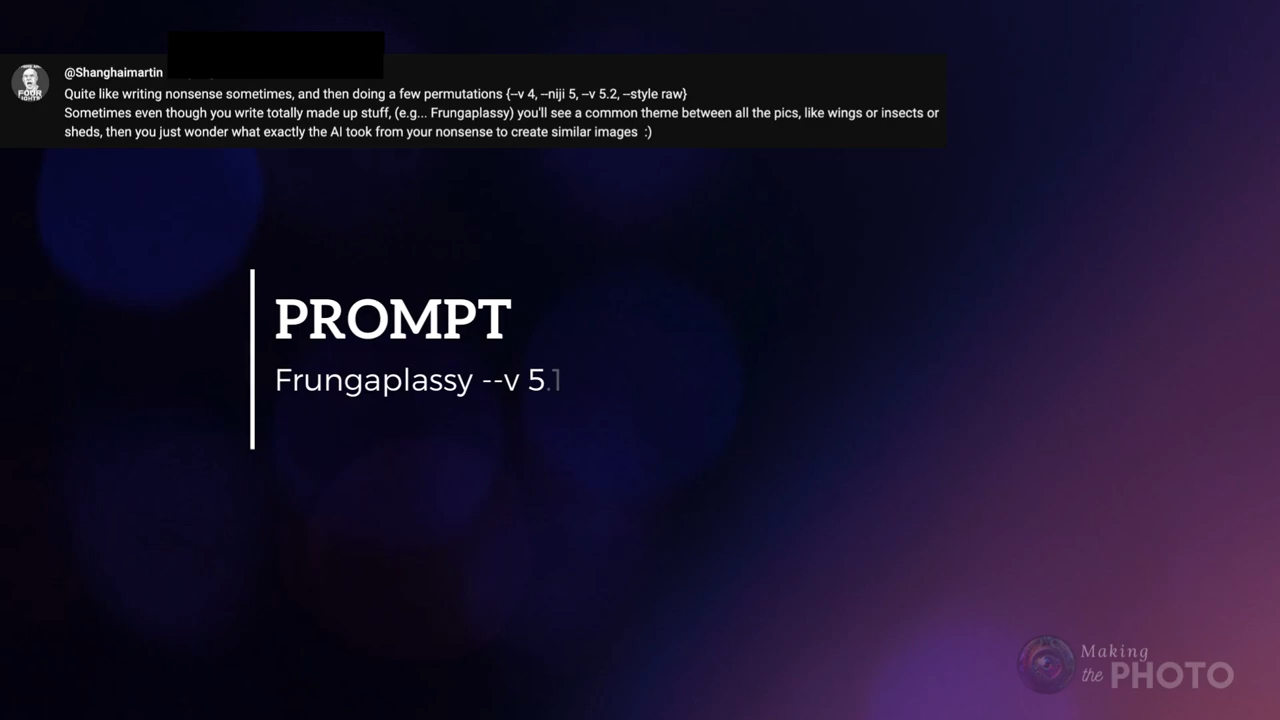 @Shanghaimartin
Quite like writing nonsense sometimes, and then doing a few permutations {--v 4, --niji 5, --v 5.2, --style raw}
Sometimes even though you write totally made up stuff, (e.g... Frungaplassy) you'll see a common theme between all the pics, like wings or insects or
sheds, then you just wonder what exactly the AI took from your nonsense to create similar images :)
PROMPT
Frungaplassy --v 5.1
Making
the PHOTO